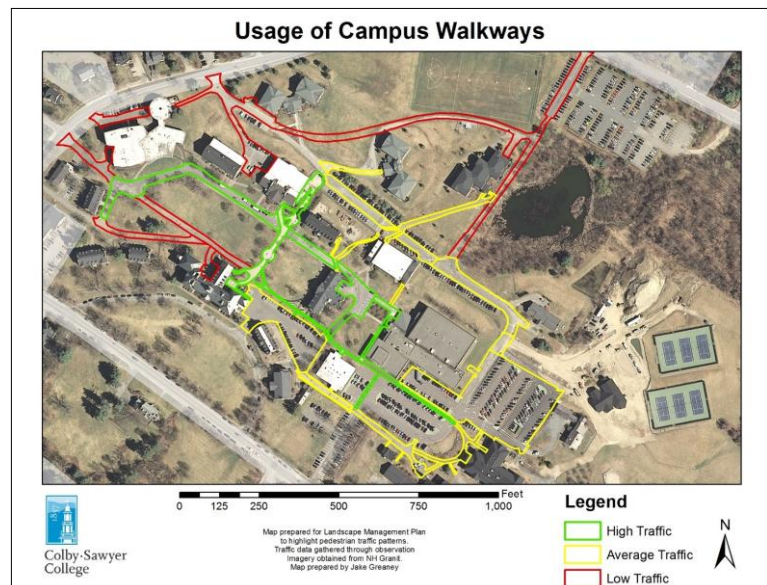 Usage of Campus Walkways
Feet
0 125 250 500 750 1,000
Colby·Sawyer
College
Map prepared for Landscape Management Plan
to highlight pedestrian traffic patterns.
Traffic data gathered through observation
Imagery obtained from NH Granit.
Map prepared by Jake Greaney
Legend
High Traffic
Average Traffic
Low Traffic
N